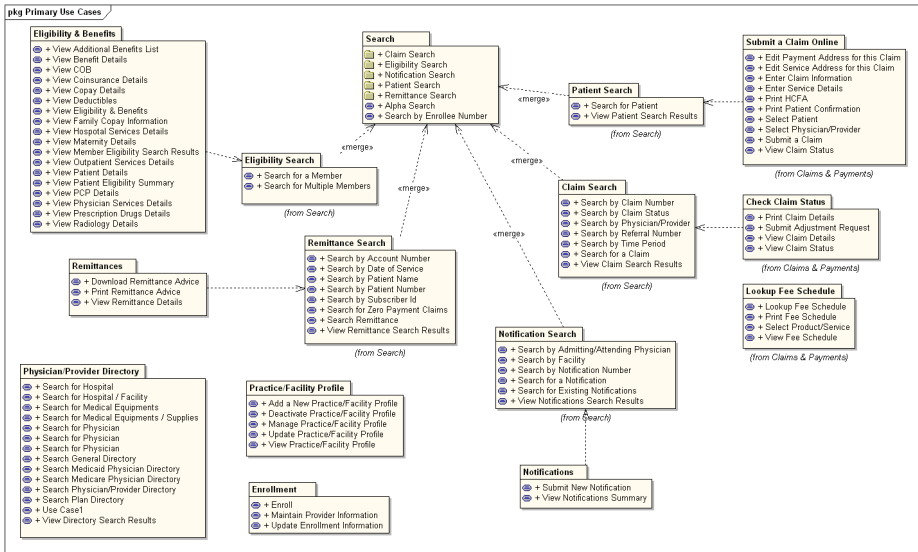 pkg Primary Use Cases
Eligibility & Benefits
+ View Additional Benefits List
+ View Benefit Details
+ View COB
+ View Coinsurance Details
+ View Copay Details
+ View Deductibles
+ View Eligibility & Benefits
+ View Family Copay Information
+ View Hospotal Services Details
+ View Maternity Details
+ View Member Eligibility Search Results
+ View Outpatient Services Details
+ View Patient Details
+ View Patient Eligibility Summary
+ View PCP Details
+ View Physician Services Details
+ View Prescription Drugs Details
+ View Radiology Details
Search
+ Claim Search
+ Eligibility Search
+ Notification Search
+ Patient Search
+ Remittance Search
+ Alpha Search
+ Search by Enrollee Number
«merge»
Patient Search
+ Search for Patient
+ View Patient Search Results
(from Search)
Submit a Claim Online
+ Edit Payment Address for this Claim
+ Edit Service Address for this Claim
+ Enter Claim Information
+ Enter Service Details
+ Print HCFA
+ Print Patient Confirmation
+ Select Patient
+ Select Physician/Provider
+ Submit a Claim
+ View Claim Status
(from Claims & Payments)
«merge»
Eligibility Search
+ Search for a Member
+ Search for Multiple Members
(from Search)
«merge»
«merge»
Claim Search
+ Search by Claim Number
+ Search by Claim Status
+ Search by Physician/Provider
+ Search by Referral Number
+ Search by Time Period
+ Search for a Claim
+ View Claim Search Results
(from Search)
Check Claim Status
+ Print Claim Details
+ Submit Adjustment Request
+ View Claim Details
+ View Claim Status
(from Claims & Payments)
«merge»
Remittances
+ Download Remittance Advice
+ Print Remittance Advice
+ View Remittance Details
Remittance Search
+ Search by Account Number
+ Search by Date of Service
+ Search by Patient Name
+ Search by Patient Number
+ Search by Subscriber Id
+ Search for Zero Payment Claims
+ Search Remittance
+ View Remittance Search Results
(from Search)
Lookup Fee Schedule
+ Lookup Fee Schedule
+ Print Fee Schedule
+ Select Product/Service
+ View Fee Schedule
(from Claims & Payments)
Notification Search
+ Search by Admitting/Attending Physician
+ Search by Facility
+ Search by Notification Number
+ Search for a Notification
+ Search for Existing Notifications
+ View Notifications Search Results
(from Search)
Physician/Provider Directory
+ Search for Hospital
+ Search for Hospital / Facility
+ Search for Medical Equipments
+ Search for Medical Equipments / Supplies
+ Search for Physician
+ Search for Physician
+ Search for Physician
+ Search General Directory
+ Search Medicaid Physician Directory
+ Search Medicare Physician Directory
+ Search Physician/Provider Directory
+ Search Plan Directory
+ Use Case1
+ View Directory Search Results
Practice/Facility Profile
+ Add a New Practice/Facility Profile
+ Deactivate Practice/Facility Profile
+ Manage Practice/Facility Profile
+ Update Practice/Facility Profile
+ View Practice/Facility Profile
Enrollment
+ Enroll
+ Maintain Provider Information
+ Update Enrollment Information
Notifications
+ Submit New Notification
+ View Notifications Summary